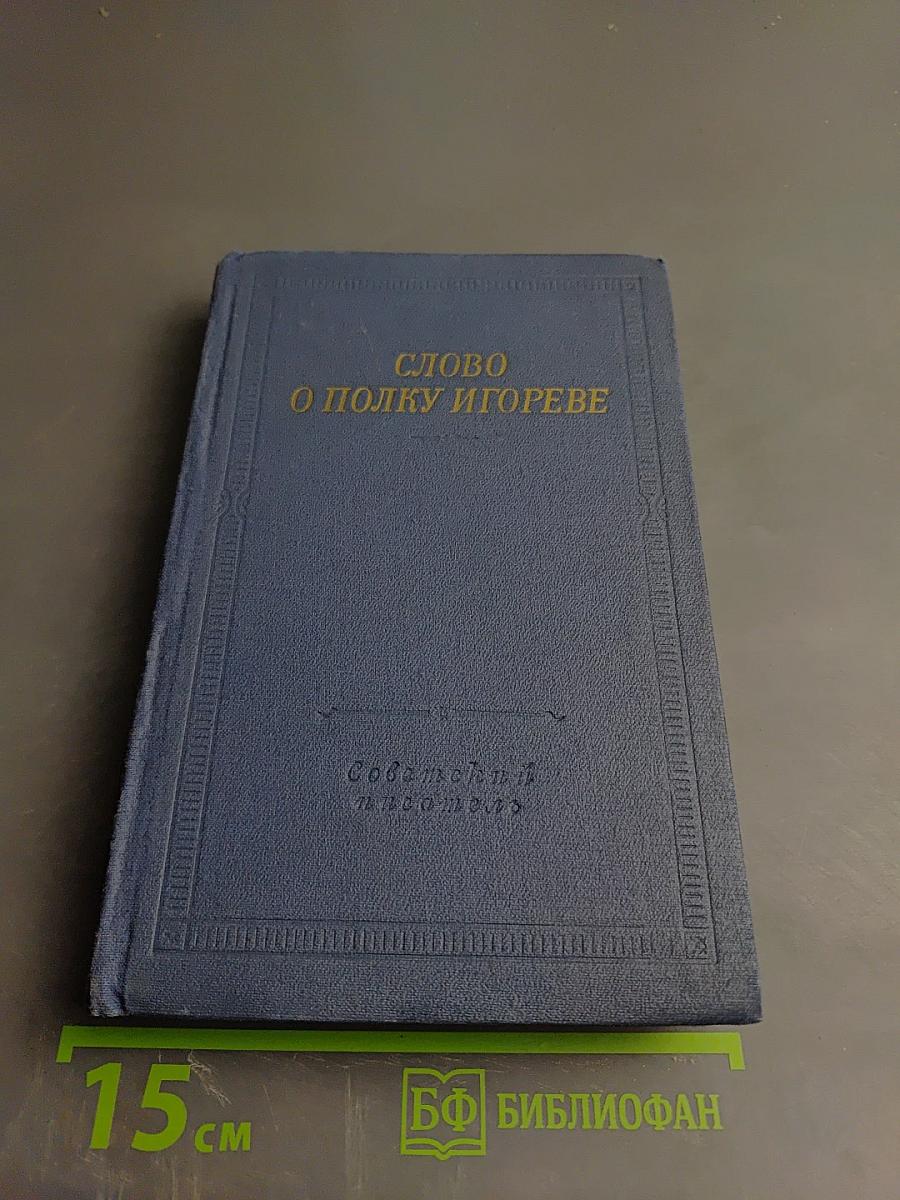 СЛОВО
О ПОЛКУ ИГОРЕВЕ
Советский
писатель
15 см
БФ БИБЛИОФАН